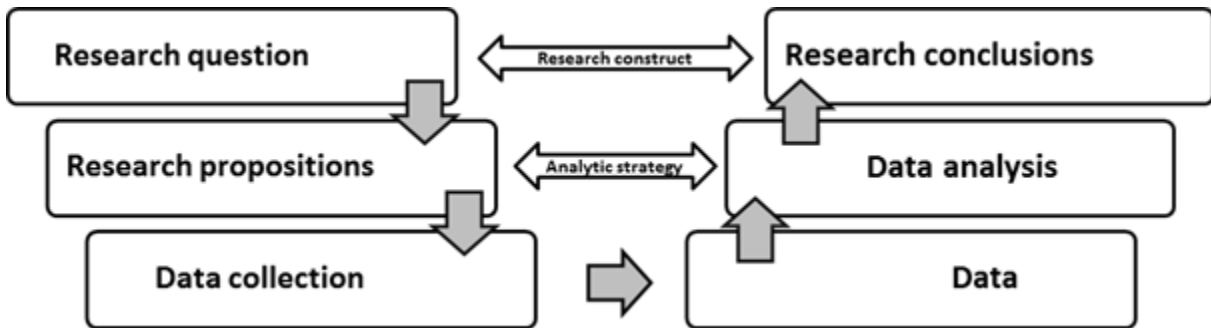 Research question
Research construct
Research conclusions
Research propositions
Analytic strategy
Data analysis
Data collection
Data